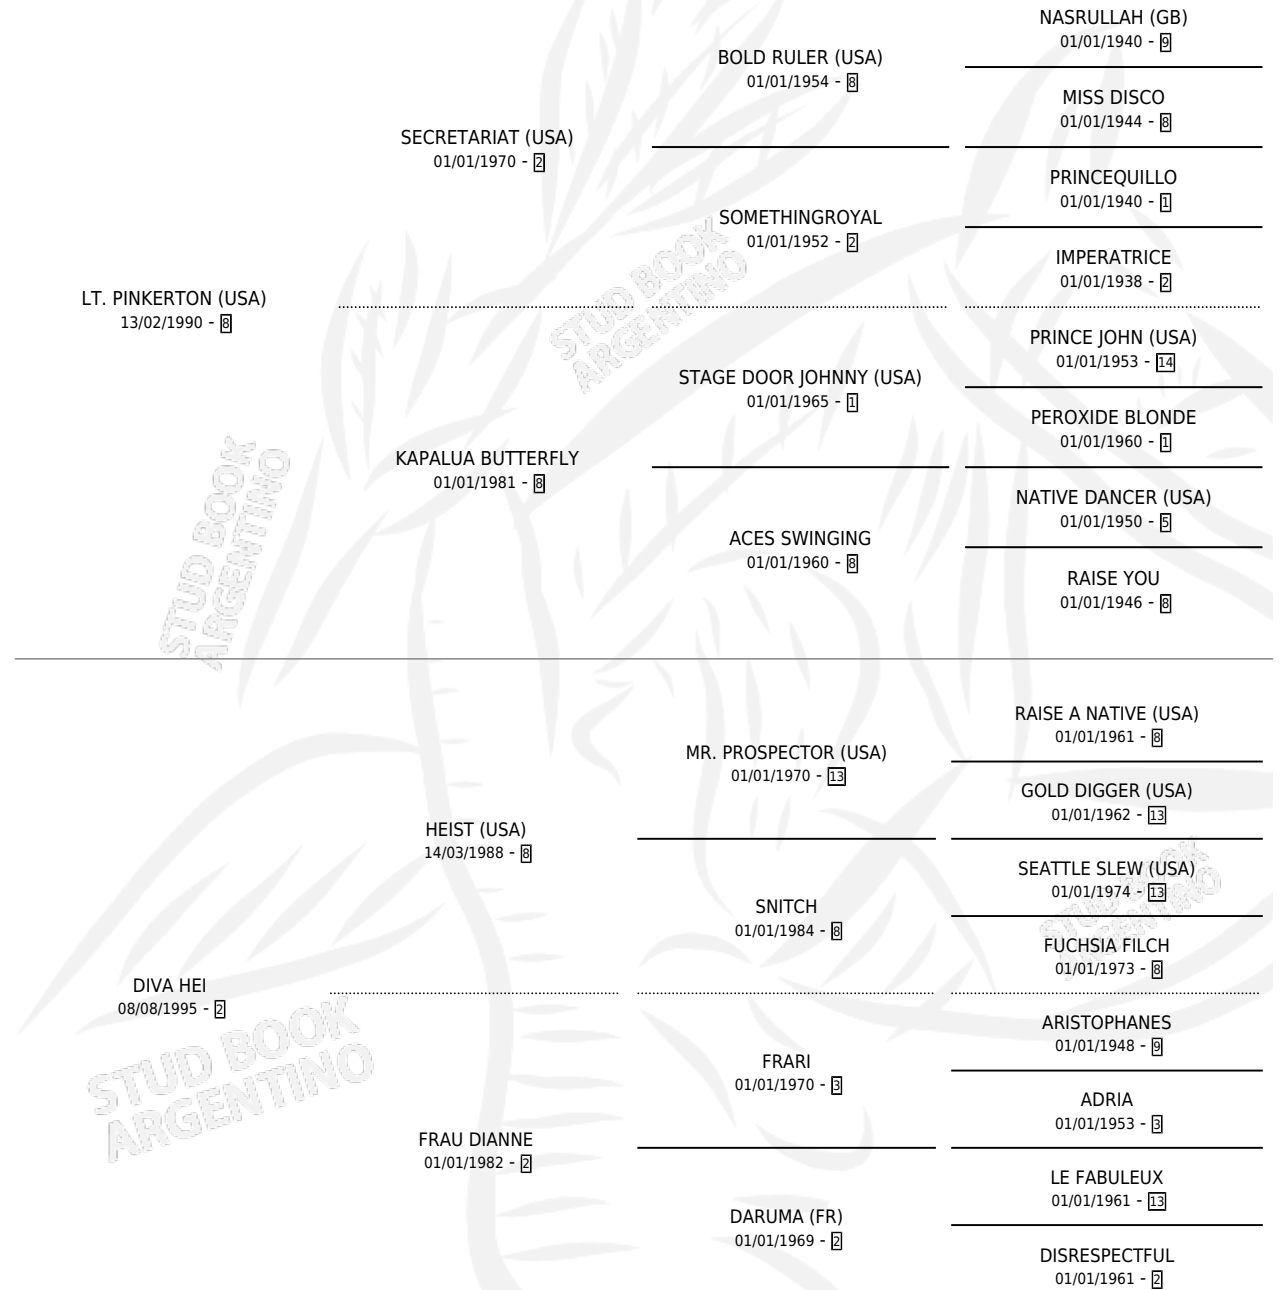 NASRULLAH (GB)
01/01/1940 - 9
BOLD RULER (USA)
01/01/1954 - 8
MISS DISCO
01/01/1944 - 8
SECRETARIAT (USA)
01/01/1970 - 2
PRINCEQUILLO
01/01/1940 - 1
SOMETHINGROYAL
01/01/1952 - 2
IMPERATRICE
01/01/1938 - 2
LT. PINKERTON (USA)
13/02/1990 - 8
PRINCE JOHN (USA)
01/01/1953 - 14
STAGE DOOR JOHNNY (USA)
01/01/1965 - 1
PEROXIDE BLONDE
01/01/1960 - 1
KAPALUA BUTTERFLY
01/01/1981 - 8
NATIVE DANCER (USA)
01/01/1950 - 5
ACES SWINGING
01/01/1960 - 8
RAISE YOU
01/01/1946 - 8
RAISE A NATIVE (USA)
01/01/1961 - 8
MR. PROSPECTOR (USA)
01/01/1970 - 13
GOLD DIGGER (USA)
01/01/1962 - 13
HEIST (USA)
14/03/1988 - 8
SEATTLE SLEW (USA)
01/01/1974 - 13
SNITCH
01/01/1984 - 8
FUCHSIA FILCH
01/01/1973 - 8
DIVA HEI
08/08/1995 - 2
ARISTOPHANES
01/01/1948 - 9
FRARI
01/01/1970 - 3
ADRIA
01/01/1953 - 3
FRAU DIANNE
01/01/1982 - 2
LE FABULEUX
01/01/1961 - 13
DARUMA (FR)
01/01/1969 - 2
DISRESPECTFUL
01/01/1961 - 2
STUD BOOK
ARGENTINO
STUD BOOK
ARGENTINO
STUD BOOK
ARGENTINO
STUD BOOK
ARGENTINO